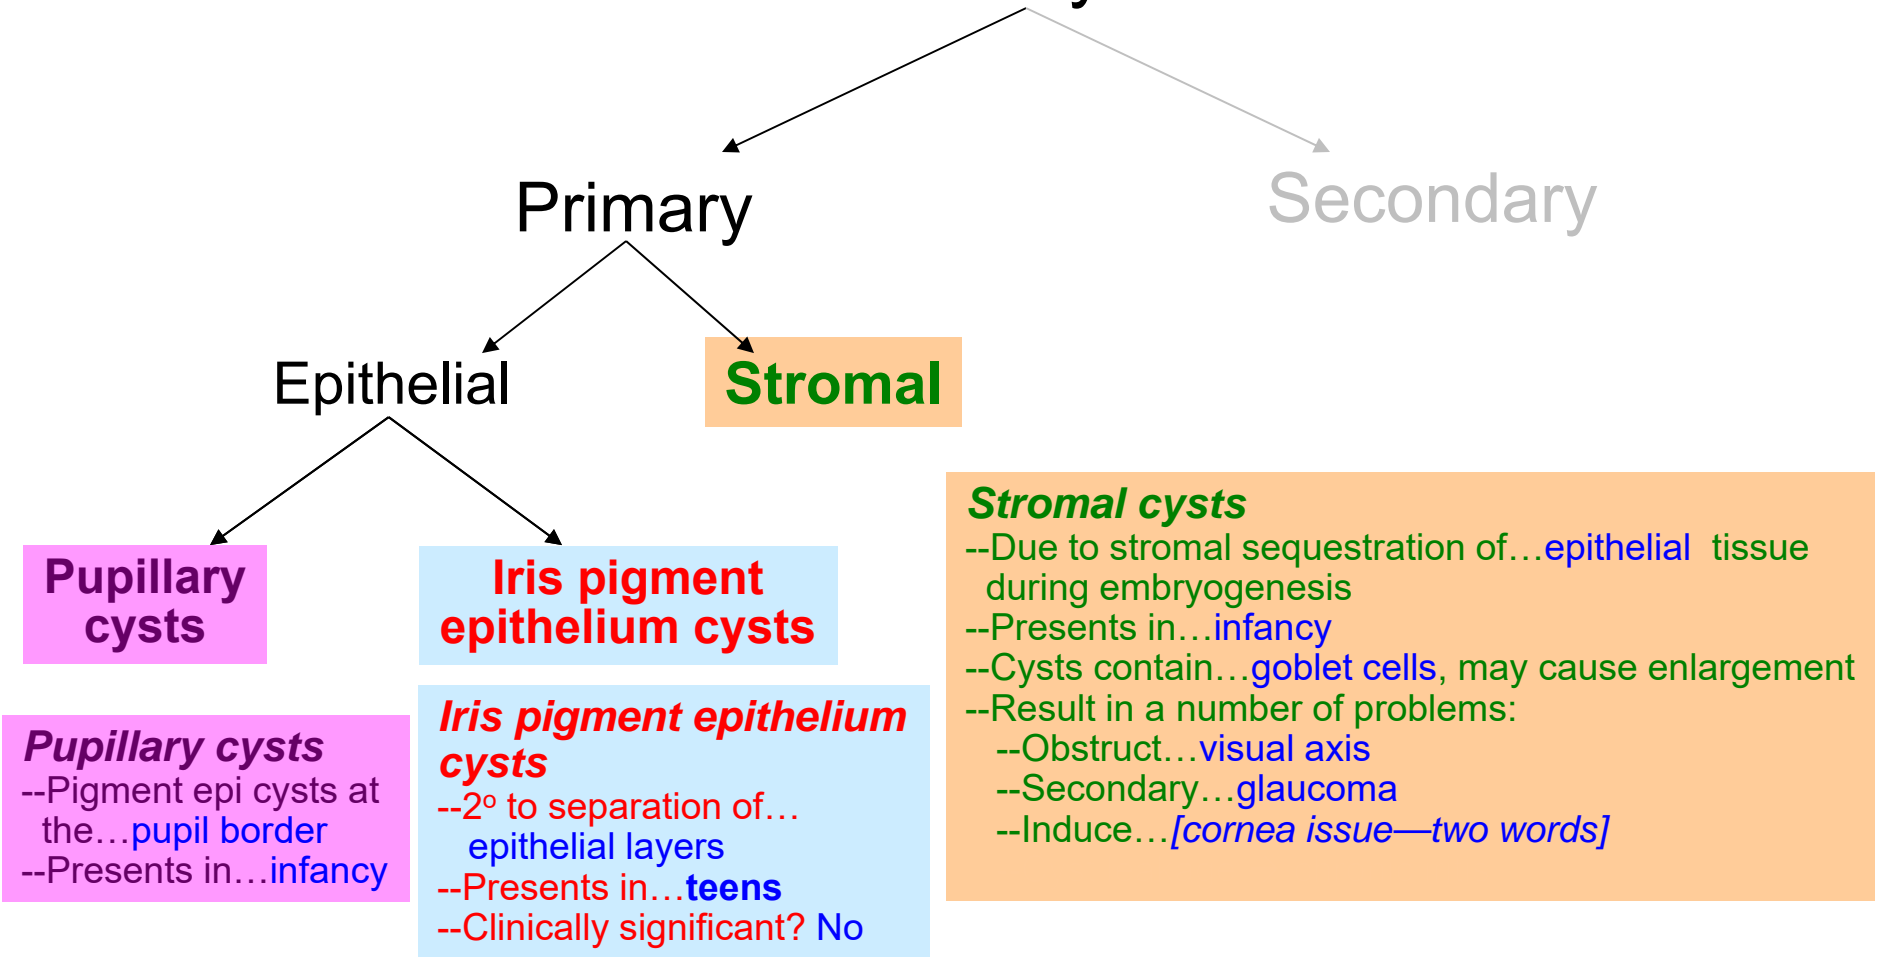 Primary
Secondary
Epithelial
Stromal
Pupillary
cysts
Iris pigment
epithelium cysts
Pupillary cysts
--Pigment epi cysts at
the…pupil border
--Presents in…infancy
Iris pigment epithelium
cysts
--2º to separation of…
epithelial layers
--Presents in…teens
--Clinically significant? No
Stromal cysts
--Due to stromal sequestration of…epithelial tissue
during embryogenesis
--Presents in…infancy
--Cysts contain…goblet cells, may cause enlargement
--Result in a number of problems:
--Obstruct…visual axis
--Secondary…glaucoma
--Induce…[cornea issue—two words]